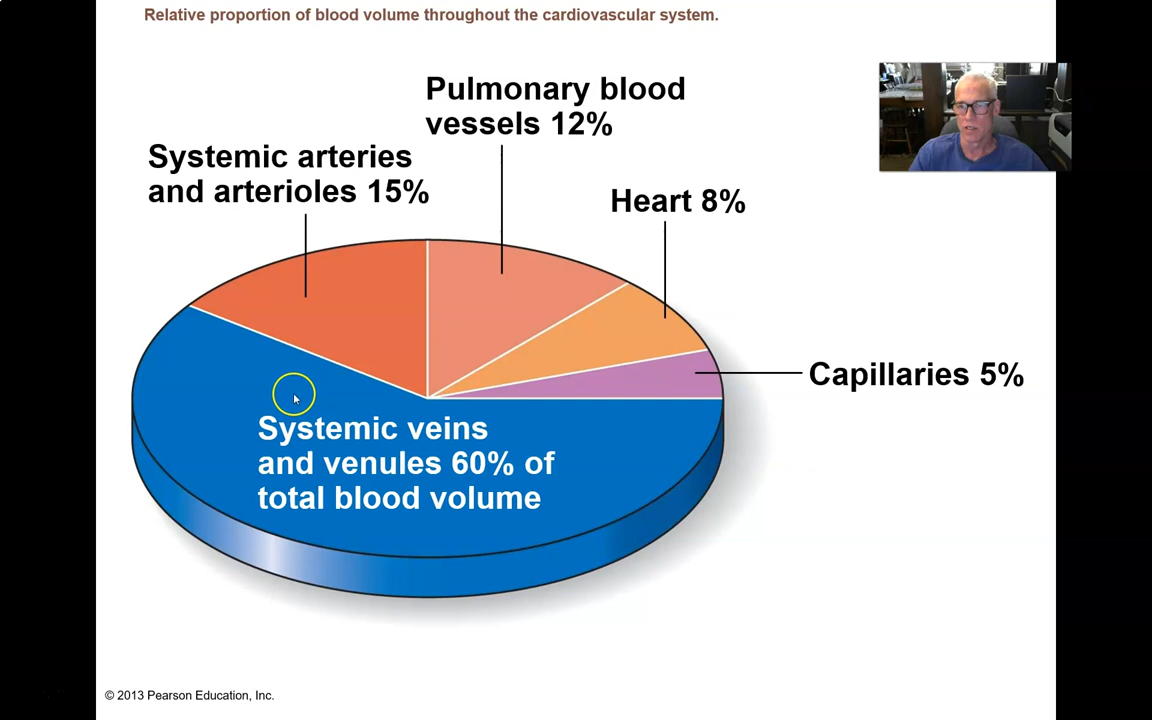 Relative proportion of blood volume throughout the cardiovascular system.
Pulmonary blood
vessels 12%
Systemic arteries
and arterioles 15%
Heart 8%
Capillaries 5%
Systemic veins
and venules 60% of
total blood volume
© 2013 Pearson Education, Inc.